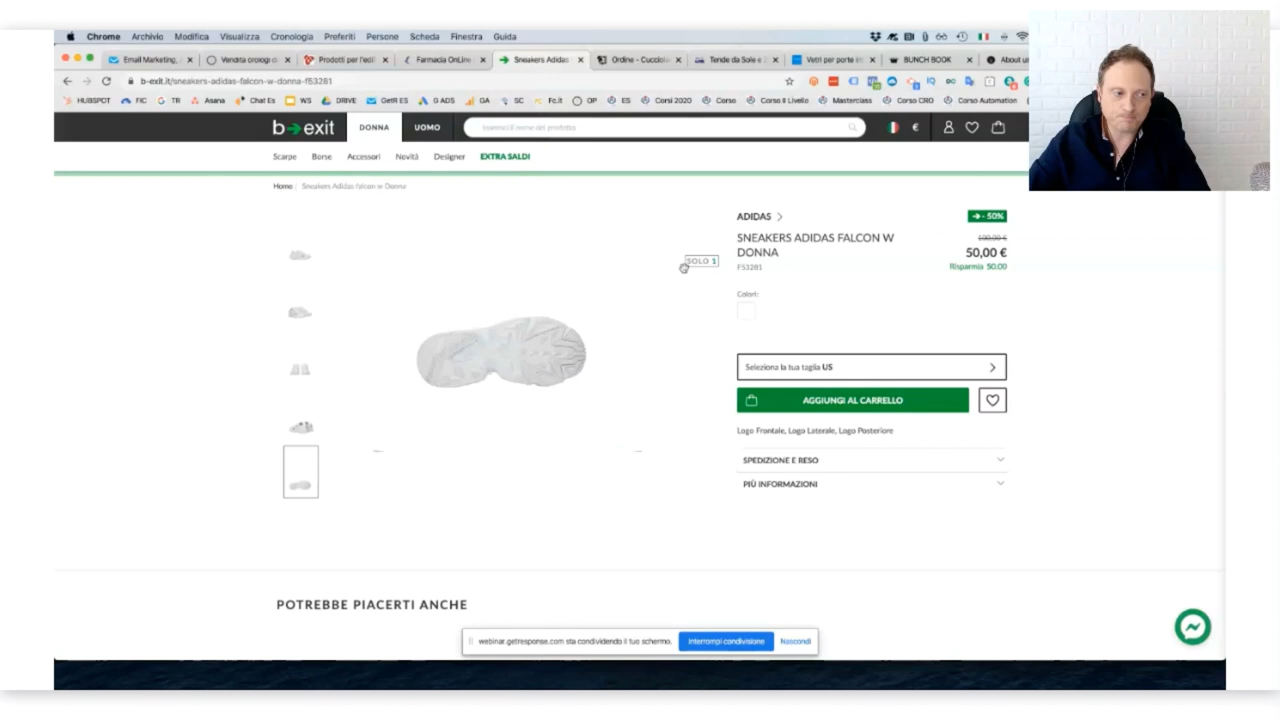 Chrome Archivio Modifica Visualizza Cronologia Preferiti Persone Scheda Finestra Guida
Email Marketing, Vendita orologi o Prodotti per l'edil Farmacia OnLine Sneakers Adidas Ordine - Cucciolo Tende da Sole e Vetri per porte in BUNCH BOOK About us
b-exit.it/sneakers-adidas-falcon-w-donna-f53281
HUBSPOT FIC TR Asana Chat Es WS DRIVE GetR ES G ADS GA SC Fc.it OP ES Corsi 2020 Corso Corso II Livello Masterclass Corso CRO Corso Automation
b exit DONNA UOMO Inserisci il nome del prodotto €
Scarpe Borse Accessori Novità Designer EXTRA SALDI
Home | Sneakers Adidas falcon w Donna
ADIDAS - 50%
SNEAKERS ADIDAS FALCON W DONNA
100,00 €
50,00 €
F53281 Risparmia 50.00
SOLO 1
Colori:
Seleziona la tua taglia US
AGGIUNGI AL CARRELLO
Logo Frontale, Logo Laterale, Logo Posteriore
SPEDIZIONE E RESO
PIÙ INFORMAZIONI
POTREBBE PIACERTI ANCHE
webinar.getresponse.com sta condividendo il tuo schermo. Interrompi condivisione Nascondi